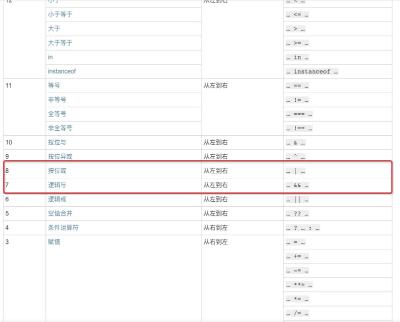 12 小于 从左到右 … < …
小于等于 … <= …
大于 … > …
大于等于 … >= …
in … in …
instanceof … instanceof …
11 等号 从左到右 … == …
非等号 … != …
全等号 … === …
非全等号 … !== …
10 按位与 从左到右 … & …
9 按位异或 从左到右 … ^ …
8 按位或 从左到右 … | …
7 逻辑与 从左到右 … && …
6 逻辑或 从左到右 … || …
5 空值合并 从左到右 … ?? …
4 条件运算符 从右到左 … ? … : …
3 赋值 从右到左 … = …
… += …
… -= …
… **= …
… *= …
… /= …